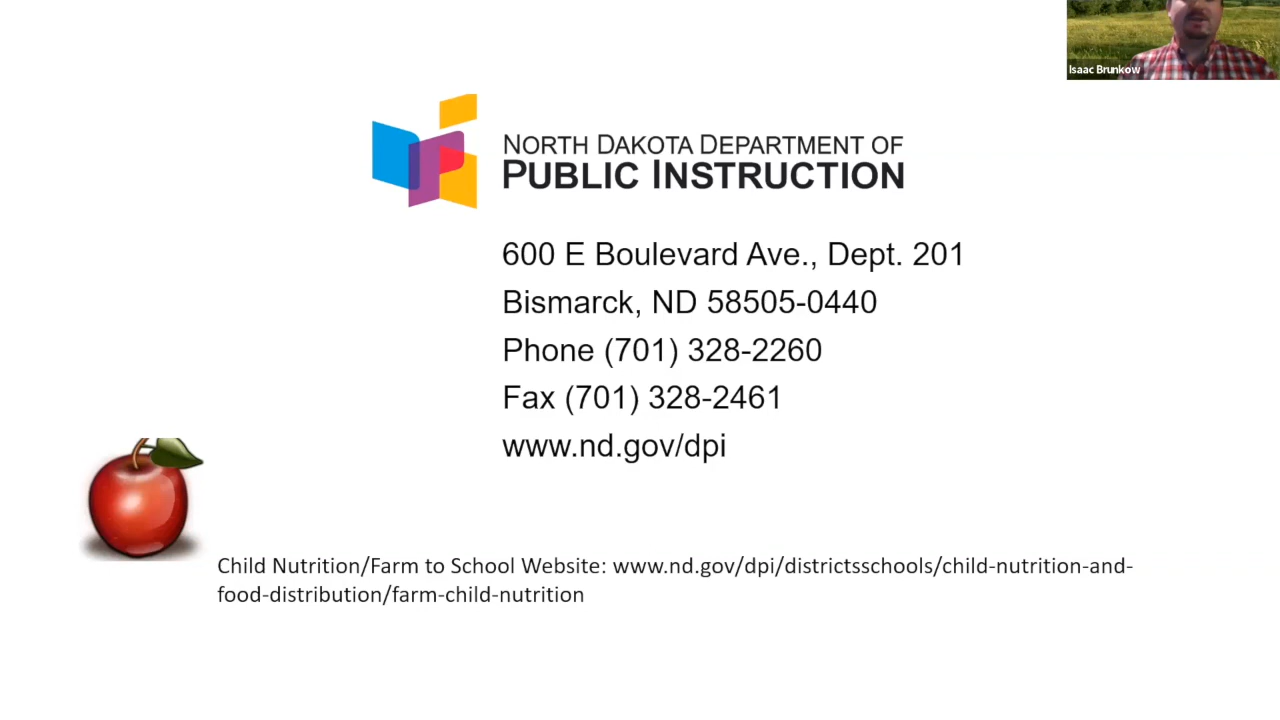 Isaac Brunkow
NORTH DAKOTA DEPARTMENT OF
PUBLIC INSTRUCTION
600 E Boulevard Ave., Dept. 201
Bismarck, ND 58505-0440
Phone (701) 328-2260
Fax (701) 328-2461
www.nd.gov/dpi
Child Nutrition/Farm to School Website: www.nd.gov/dpi/districtsschools/child-nutrition-and-
food-distribution/farm-child-nutrition